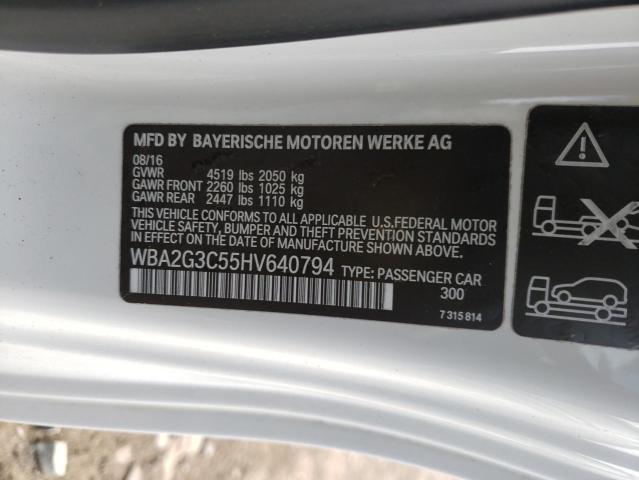 MFD BY BAYERISCHE MOTOREN WERKE AG
08/16
GVWR 4519 lbs 2050 kg
GAWR FRONT 2260 lbs 1025 kg
GAWR REAR 2447 lbs 1110 kg
THIS VEHICLE CONFORMS TO ALL APPLICABLE U.S.FEDERAL MOTOR
VEHICLE SAFETY, BUMPER AND THEFT PREVENTION STANDARDS
IN EFFECT ON THE DATE OF MANUFACTURE SHOWN ABOVE.
WBA2G3C55HV640794 TYPE: PASSENGER CAR
300
7 315 814